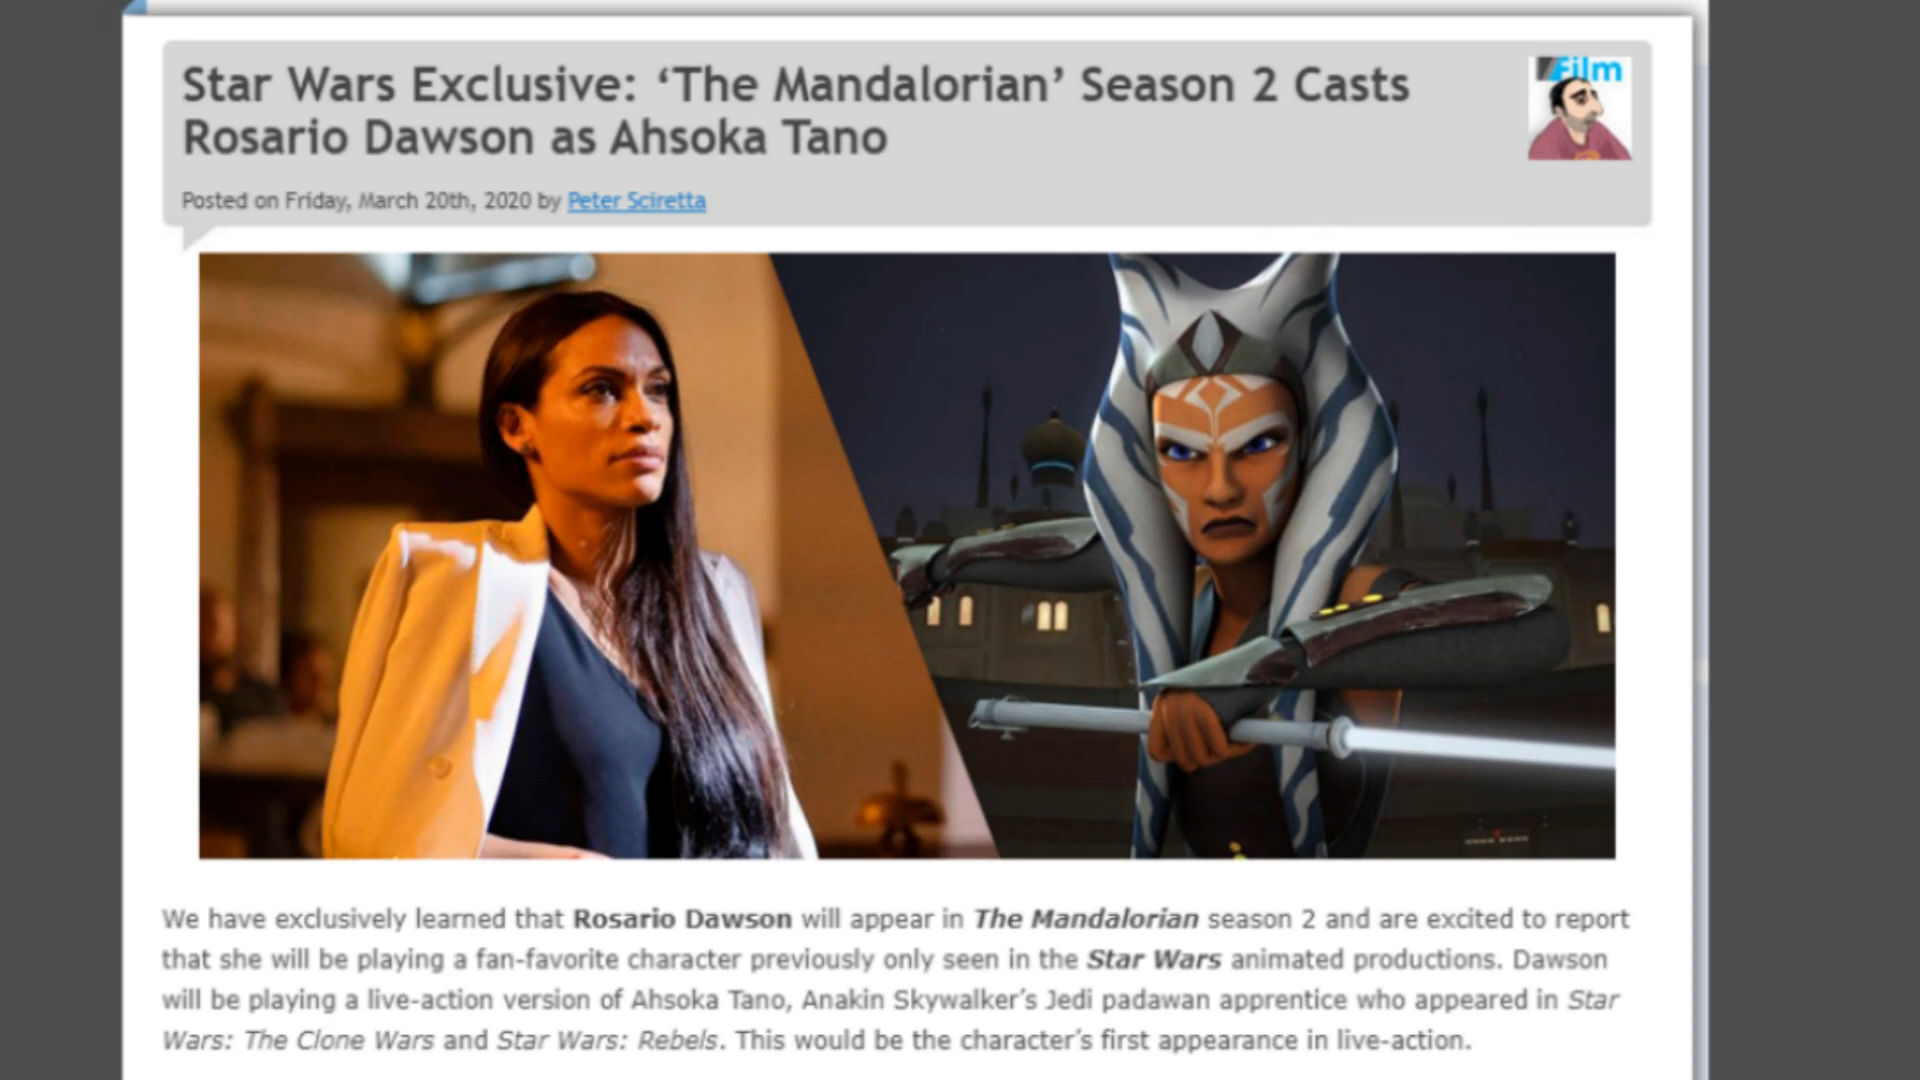 Star Wars Exclusive: ‘The Mandalorian’ Season 2 Casts
Rosario Dawson as Ahsoka Tano
/Film
Posted on Friday, March 20th, 2020 by Peter Sciretta
We have exclusively learned that Rosario Dawson will appear in The Mandalorian season 2 and are excited to report
that she will be playing a fan-favorite character previously only seen in the Star Wars animated productions. Dawson
will be playing a live-action version of Ahsoka Tano, Anakin Skywalker’s Jedi padawan apprentice who appeared in Star
Wars: The Clone Wars and Star Wars: Rebels. This would be the character’s first appearance in live-action.